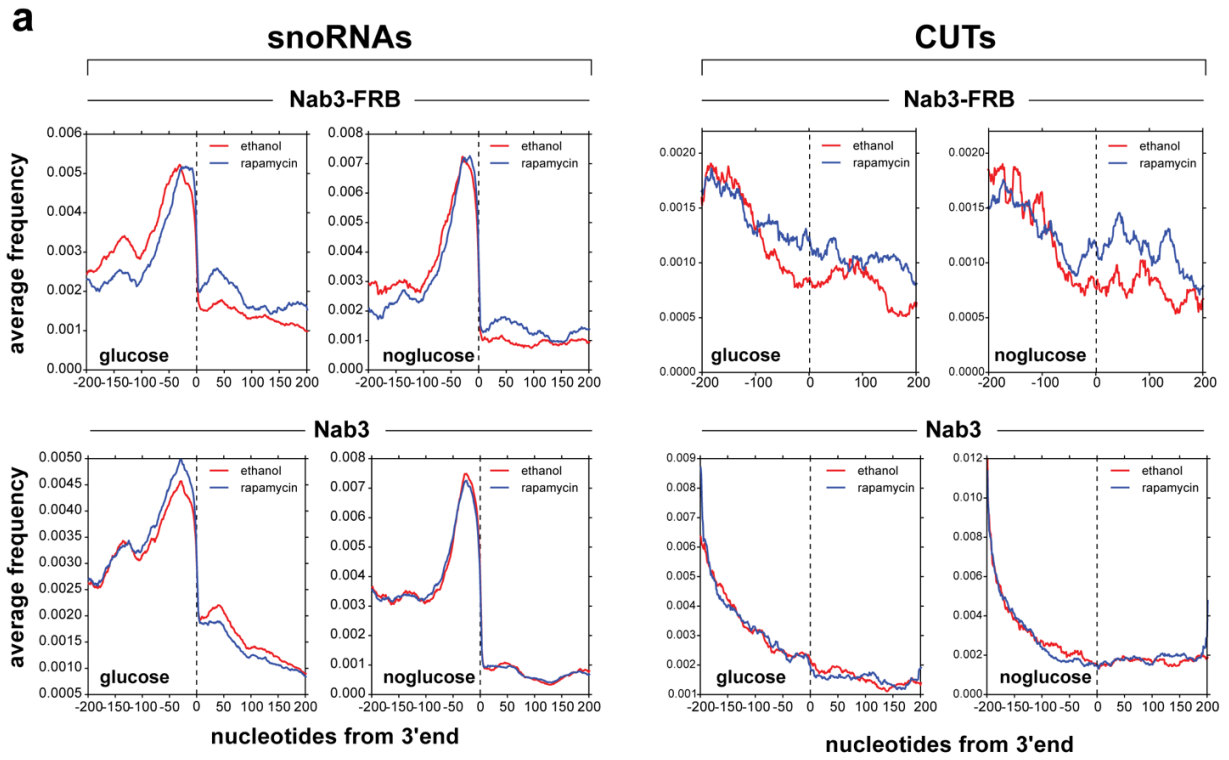 a
snoRNAs
CUTs
Nab3-FRB
Nab3-FRB
average frequency
0.006
0.005
0.004
0.003
0.002
0.001
0.000
ethanol
rapamycin
glucose
-200-150-100 -50 0 50 100 150 200
0.008
0.007
0.006
0.005
0.004
0.003
0.002
0.001
0.000
ethanol
rapamycin
noglucose
-200-150-100 -50 0 50 100 150 200
0.0020
0.0015
0.0010
0.0005
0.0000
ethanol
rapamycin
glucose
-200 -100 0 100 200
0.0020
0.0015
0.0010
0.0005
0.0000
ethanol
rapamycin
noglucose
-200 -100 0 100 200
Nab3
Nab3
average frequency
0.0050
0.0045
0.0040
0.0035
0.0030
0.0025
0.0020
0.0015
0.0010
0.0005
ethanol
rapamycin
glucose
-200-150-100 -50 0 50 100 150 200
0.008
0.007
0.006
0.005
0.004
0.003
0.002
0.001
0.000
ethanol
rapamycin
noglucose
-200-150-100 -50 0 50 100 150 200
0.009
0.008
0.007
0.006
0.005
0.004
0.003
0.002
0.001
ethanol
rapamycin
glucose
-200-150-100 -50 0 50 100 150 200
0.012
0.010
0.008
0.006
0.004
0.002
0.000
ethanol
rapamycin
noglucose
-200-150-100 -50 0 50 100 150 200
nucleotides from 3'end
nucleotides from 3'end